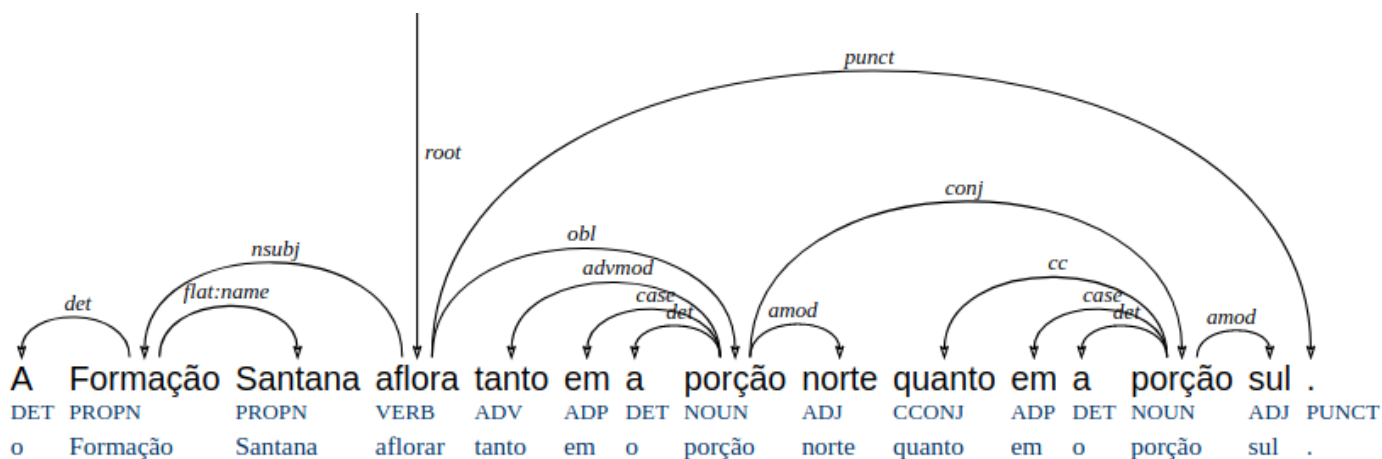 punct
root
conj
obl
nsubj
advmod
cc
flat:name
case
case
det
det
amod
det
amod
A Formação Santana aflora tanto em a porção norte quanto em a porção sul .
DET PROPN PROPN VERB ADV ADP DET NOUN ADJ CCONJ ADP DET NOUN ADJ PUNCT
o Formação Santana aflorar tanto em o porção norte quanto em o porção sul .